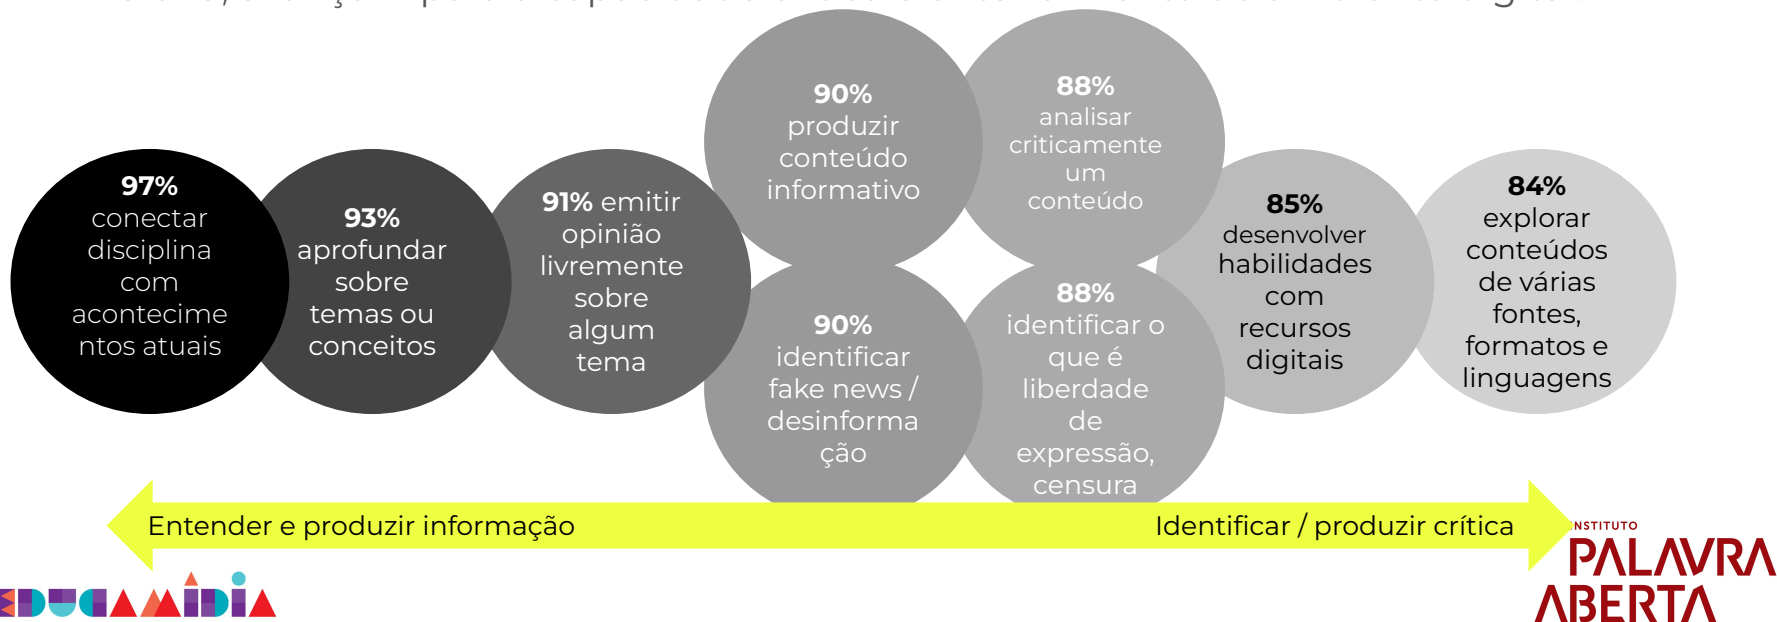 97%
conectar
disciplina
com
acontecime
ntos atuais
93%
aprofundar
sobre
temas ou
conceitos
91% emitir
opinião
livremente
sobre
algum
tema
90%
produzir
conteúdo
informativo
90%
identificar
fake news /
desinforma
ção
88%
analisar
criticamente
um
conteúdo
88%
identificar o
que é
liberdade
de
expressão,
censura
85%
desenvolver
habilidades
com
recursos
digitais
84%
explorar
conteúdos
de várias
fontes,
formatos e
linguagens
Entender e produzir informação
Identificar / produzir crítica
EDUCAMÍDIA
INSTITUTO
PALAVRA
ABERTA